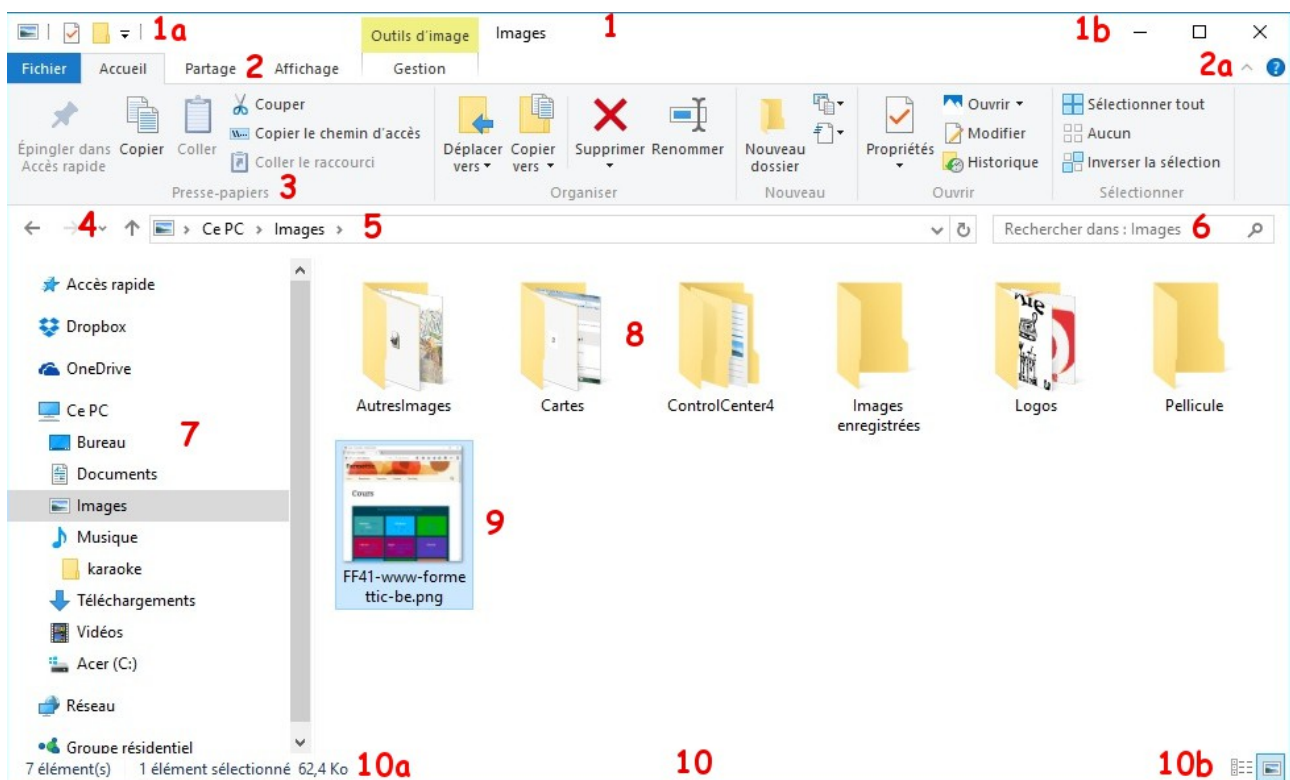 1a Outils d'image Images 1 1b
Fichier Accueil Partage 2 Affichage Gestion 2a
Épingler dans Accès rapide
Copier
Coller
Couper
Copier le chemin d'accès
Coller le raccourci
Presse-papiers 3
Déplacer vers
Copier vers
Supprimer
Renommer
Organiser
Nouveau dossier
Nouveau
Propriétés
Ouvrir
Modifier
Historique
Ouvrir
Sélectionner tout
Aucun
Inverser la sélection
Sélectionner
4 Ce PC Images 5 Rechercher dans : Images 6
Accès rapide
Dropbox
OneDrive
Ce PC
7
Bureau
Documents
Images
Musique
karaoke
Téléchargements
Vidéos
Acer (C:)
Réseau
Groupe résidentiel
8
AutresImages
Cartes
ControlCenter4
Images
enregistrées
Logos
Pellicule
Cours
9
FF41-www-forme
ttic-be.png
7 élément(s) 1 élément sélectionné 62,4 Ko 10a 10 10b